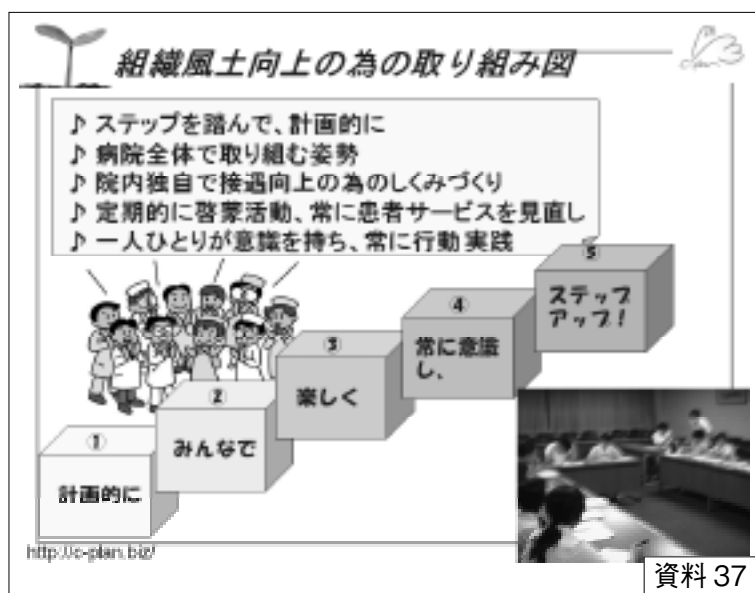 組織風土向上の為の取り組み図
♪ ステップを踏んで、計画的に
♪ 病院全体で取り組む姿勢
♪ 院内独自で接遇向上の為のしくみづくり
♪ 定期的に啓蒙活動、常に患者サービスを見直し
♪ 一人ひとりが意識を持ち、常に行動実践
①
計画的に
②
みんなで
③
楽しく
④
常に意識
し、
⑤
ステップ
アップ!
http://c-plan.biz/
資料 37